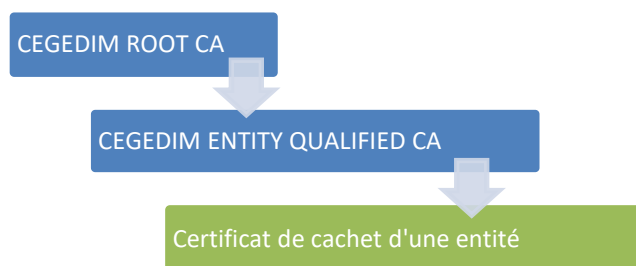 CEGEDIM ROOT CA
CEGEDIM ENTITY QUALIFIED CA
Certificat de cachet d'une entité